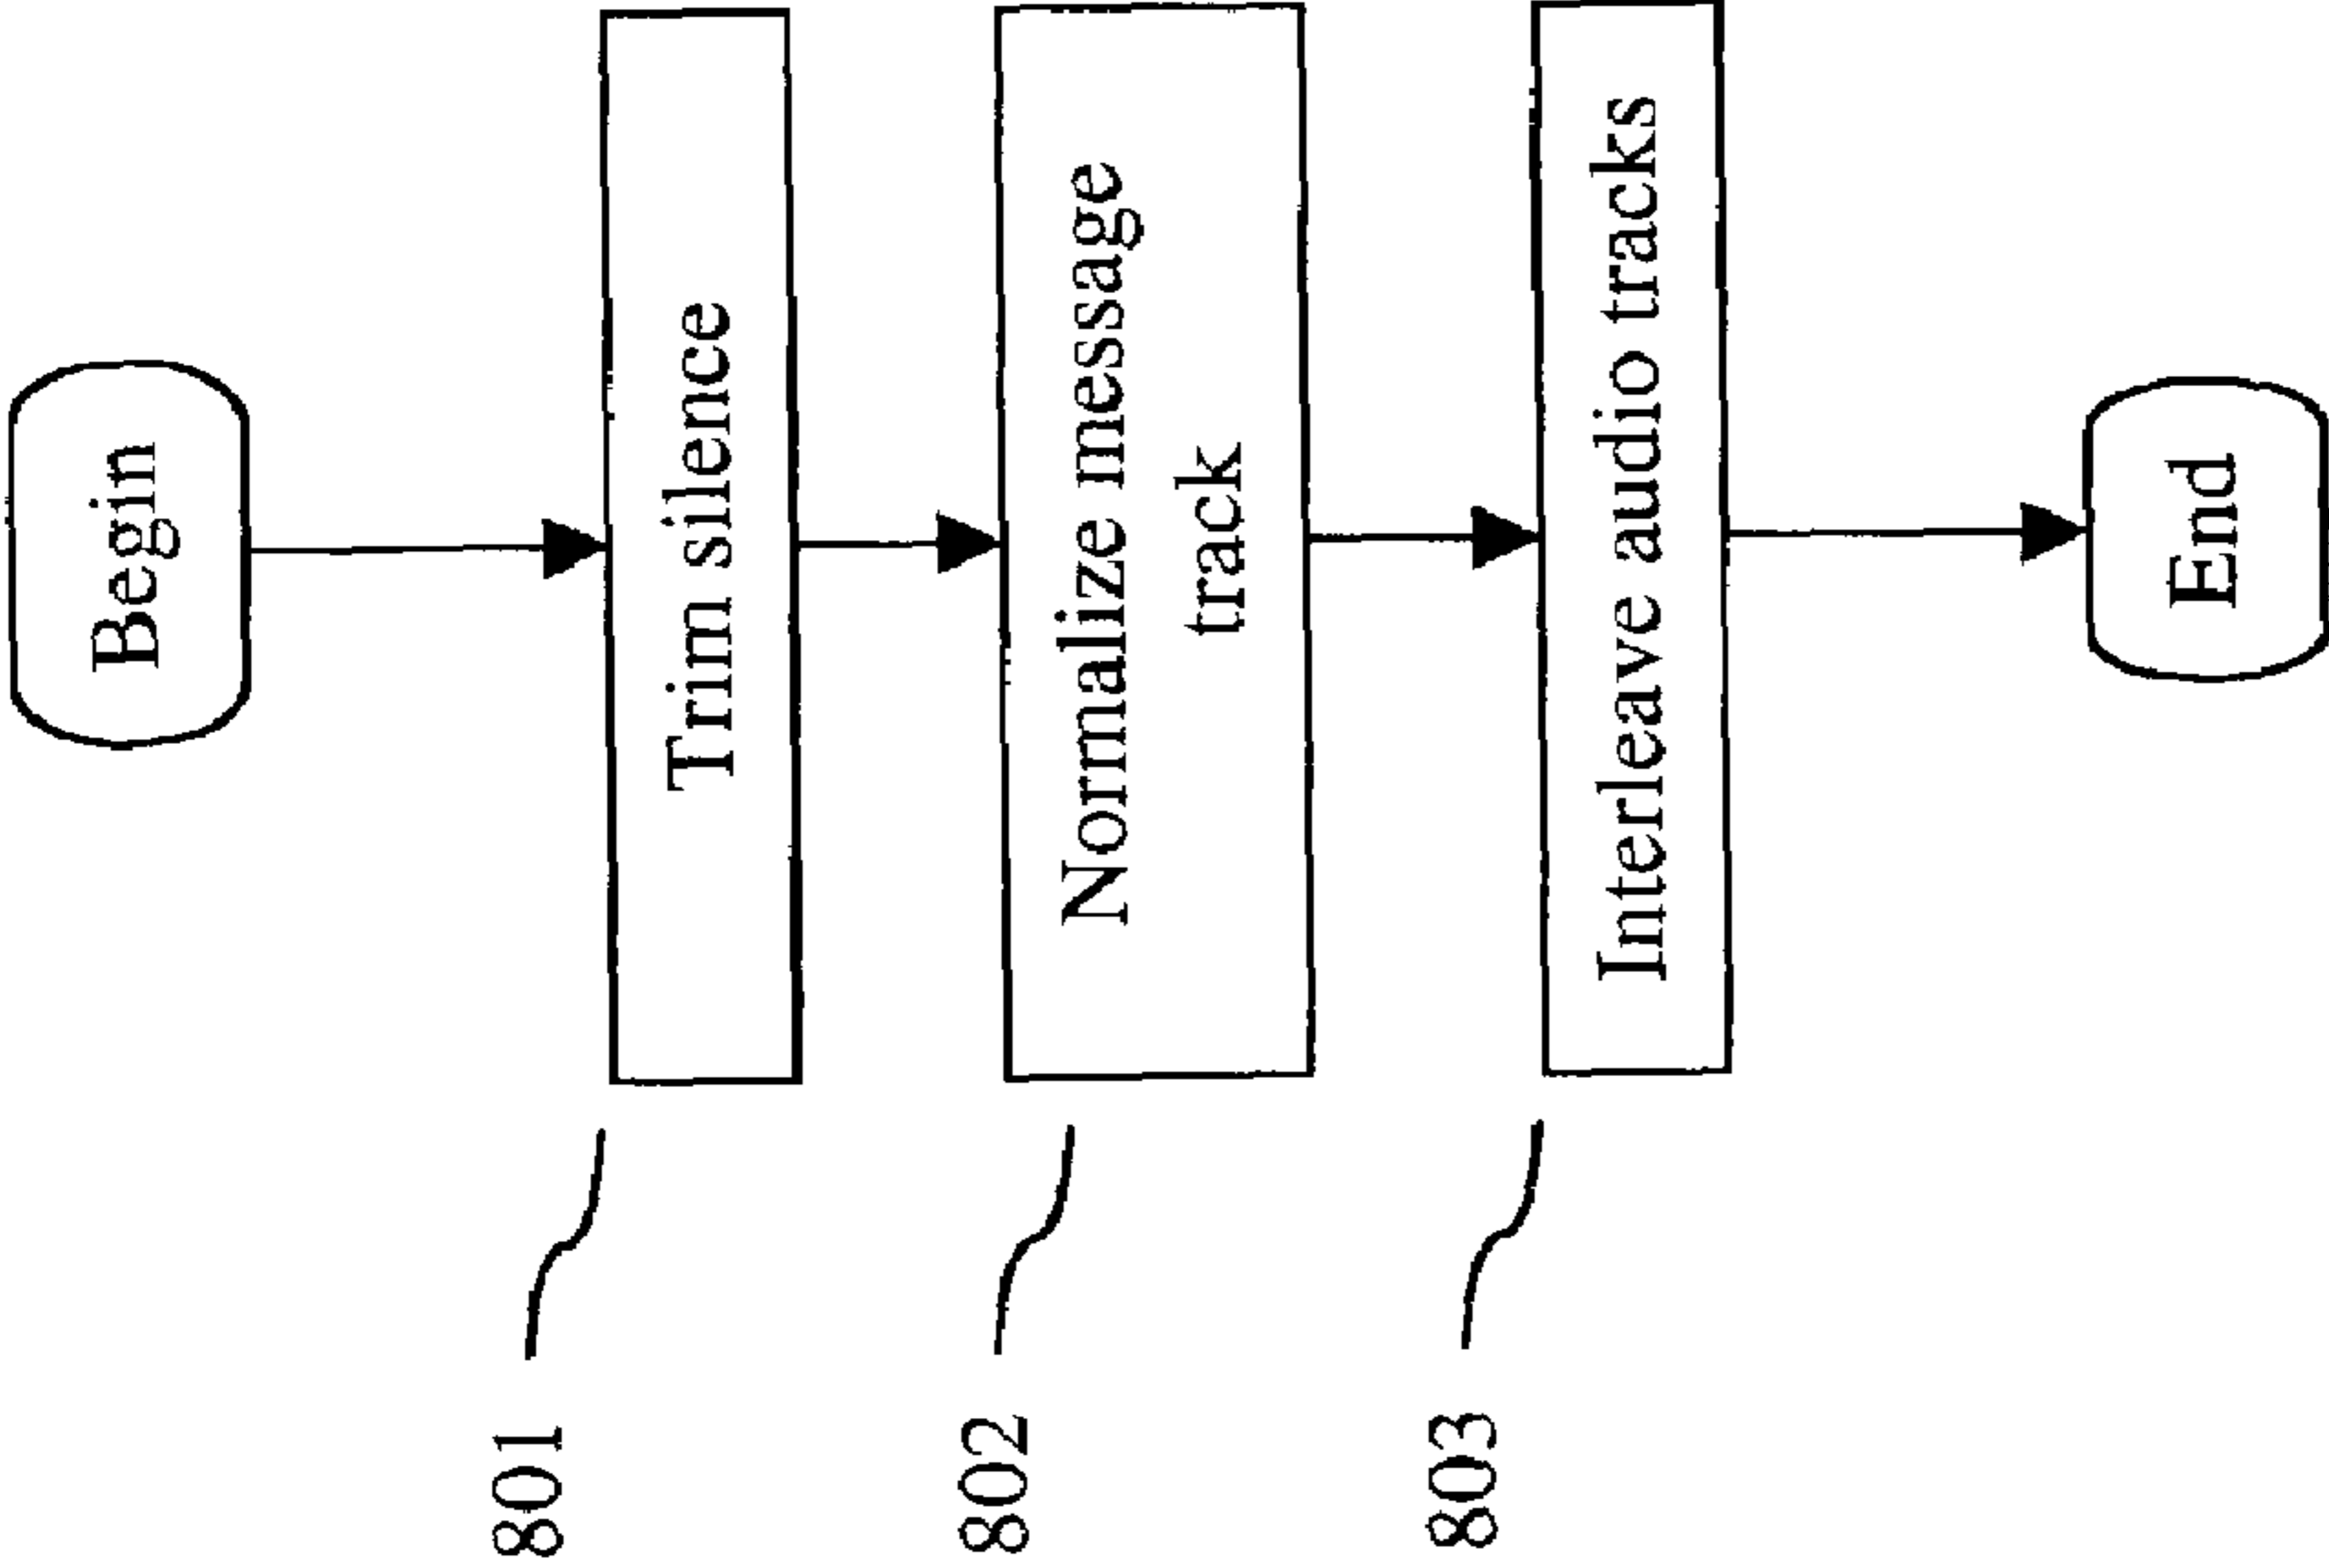 Begin
801
Trim silence
802
Normalize message
track
803
Interleave audio tracks
End